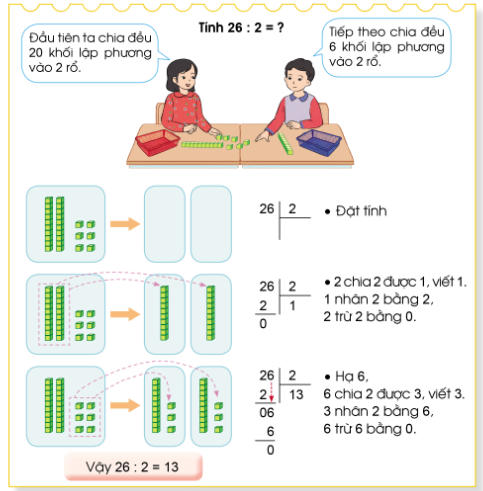 Tính 26 : 2 = ?
Đầu tiên ta chia đều
20 khối lập phương
vào 2 rổ.
Tiếp theo chia đều
6 khối lập phương
vào 2 rổ.
26 2
• Đặt tính
26 2
2 1
0
• 2 chia 2 được 1, viết 1.
1 nhân 2 bằng 2,
2 trừ 2 bằng 0.
26 2
2 13
06
6
0
• Hạ 6,
6 chia 2 được 3, viết 3.
3 nhân 2 bằng 6,
6 trừ 6 bằng 0.
Vậy 26 : 2 = 13